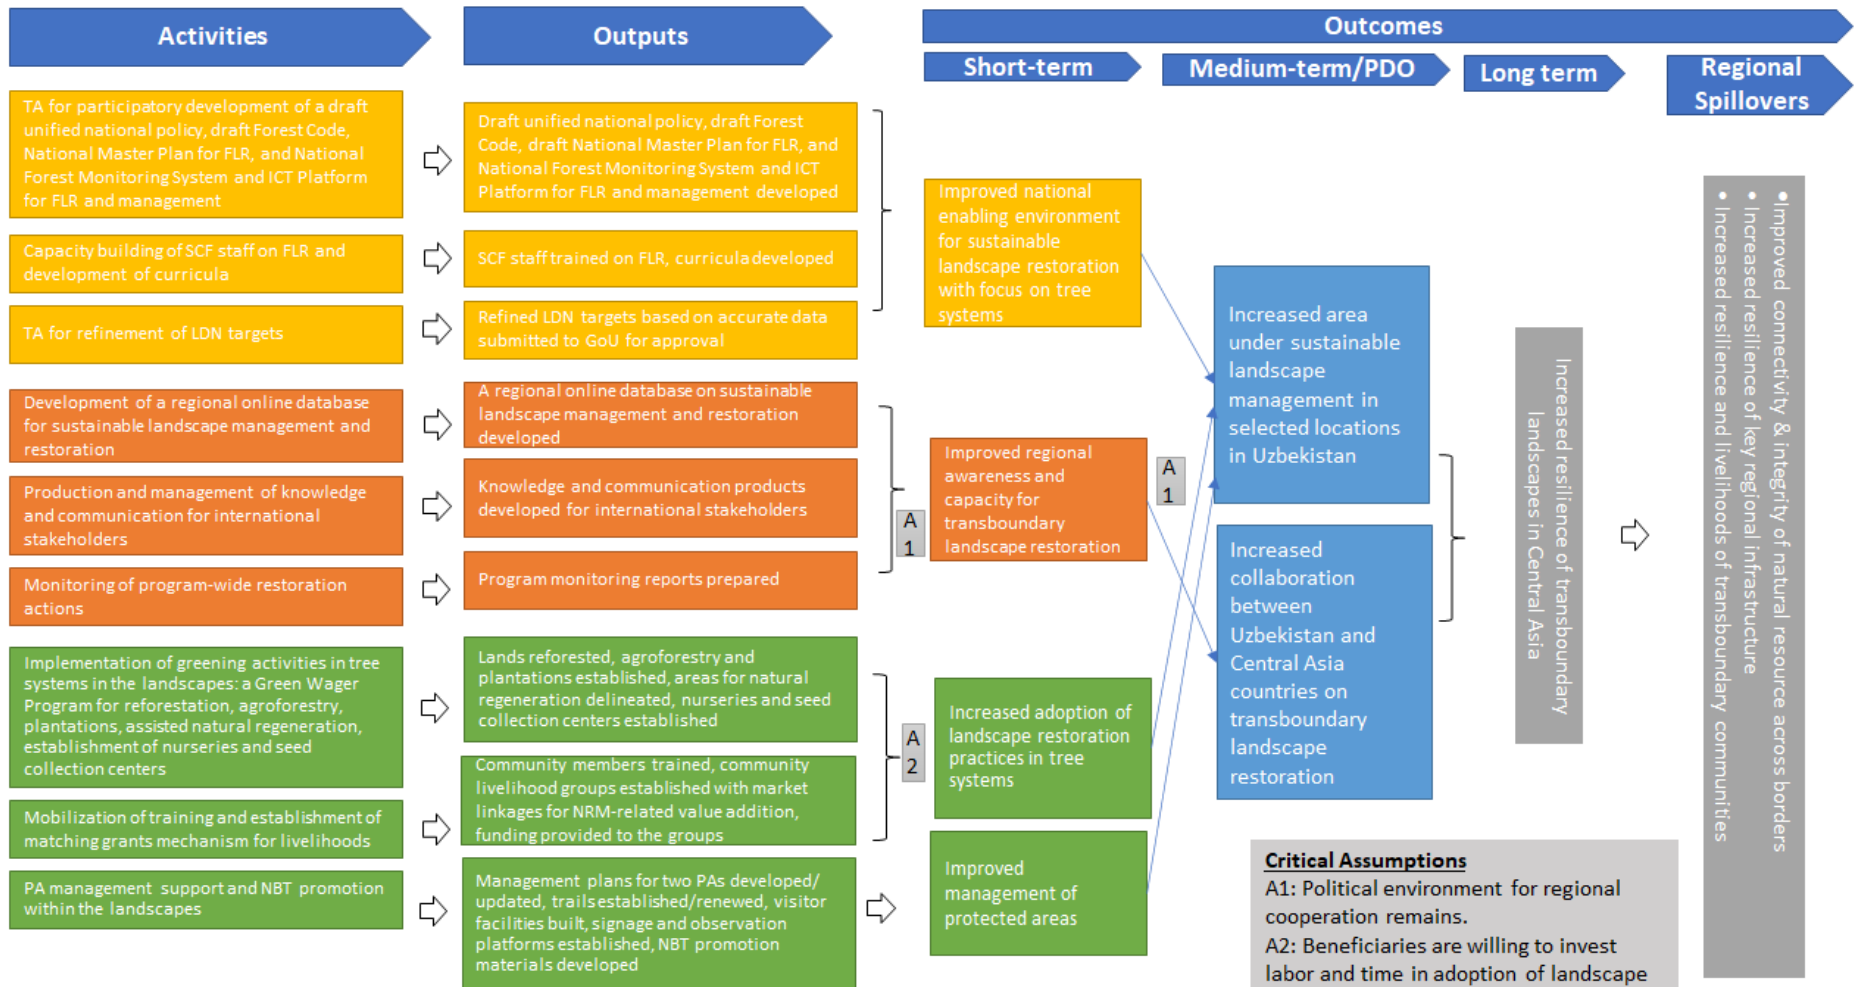 Activities
Outputs
Outcomes
Short-term
Medium-term/PDO
Long term
Regional
Spillovers
TA for participatory development of a draft
unified national policy, draft Forest Code,
National Master Plan for FLR, and National
Forest Monitoring System and ICT Platform
for FLR and management
Draft unified national policy, draft Forest
Code, draft National Master Plan for FLR, and
National Forest Monitoring System and ICT
Platform for FLR and management developed
Capacity building of SCF staff on FLR and
development of curricula
SCF staff trained on FLR, curricula developed
TA for refinement of LDN targets
Refined LDN targets based on accurate data
submitted to GoU for approval
Improved national
enabling environment
for sustainable
landscape restoration
with focus on tree
systems
Development of a regional online database
for sustainable landscape management and
restoration
A regional online database on sustainable
landscape management and restoration
developed
Production and management of knowledge
and communication for international
stakeholders
Knowledge and communication products
developed for international stakeholders
Monitoring of program-wide restoration
actions
Program monitoring reports prepared
A
1
Improved regional
awareness and
capacity for
transboundary
landscape restoration
A
1
Implementation of greening activities in tree
systems in the landscapes: a Green Wager
Program for reforestation, agroforestry,
plantations, assisted natural regeneration,
establishment of nurseries and seed
collection centers
Lands reforested, agroforestry and
plantations established, areas for natural
regeneration delineated, nurseries and seed
collection centers established
Mobilization of training and establishment of
matching grants mechanism for livelihoods
Community members trained, community
livelihood groups established with market
linkages for NRM-related value addition,
funding provided to the groups
A
2
Increased adoption of
landscape restoration
practices in tree
systems
PA management support and NBT promotion
within the landscapes
Management plans for two PAs developed/
updated, trails established/renewed, visitor
facilities built, signage and observation
platforms established, NBT promotion
materials developed
Improved
management of
protected areas
Increased area
under sustainable
landscape
management in
selected locations
in Uzbekistan
Increased
collaboration
between
Uzbekistan and
Central Asia
countries on
transboundary
landscape
restoration
Increased resilience of transboundary
landscapes in Central Asia
•Improved connectivity & integrity of natural resource across borders
• Increased resilience of key regional infrastructure
• Increased resilience and livelihoods of transboundary communities
Critical Assumptions
A1: Political environment for regional
cooperation remains.
A2: Beneficiaries are willing to invest
labor and time in adoption of landscape